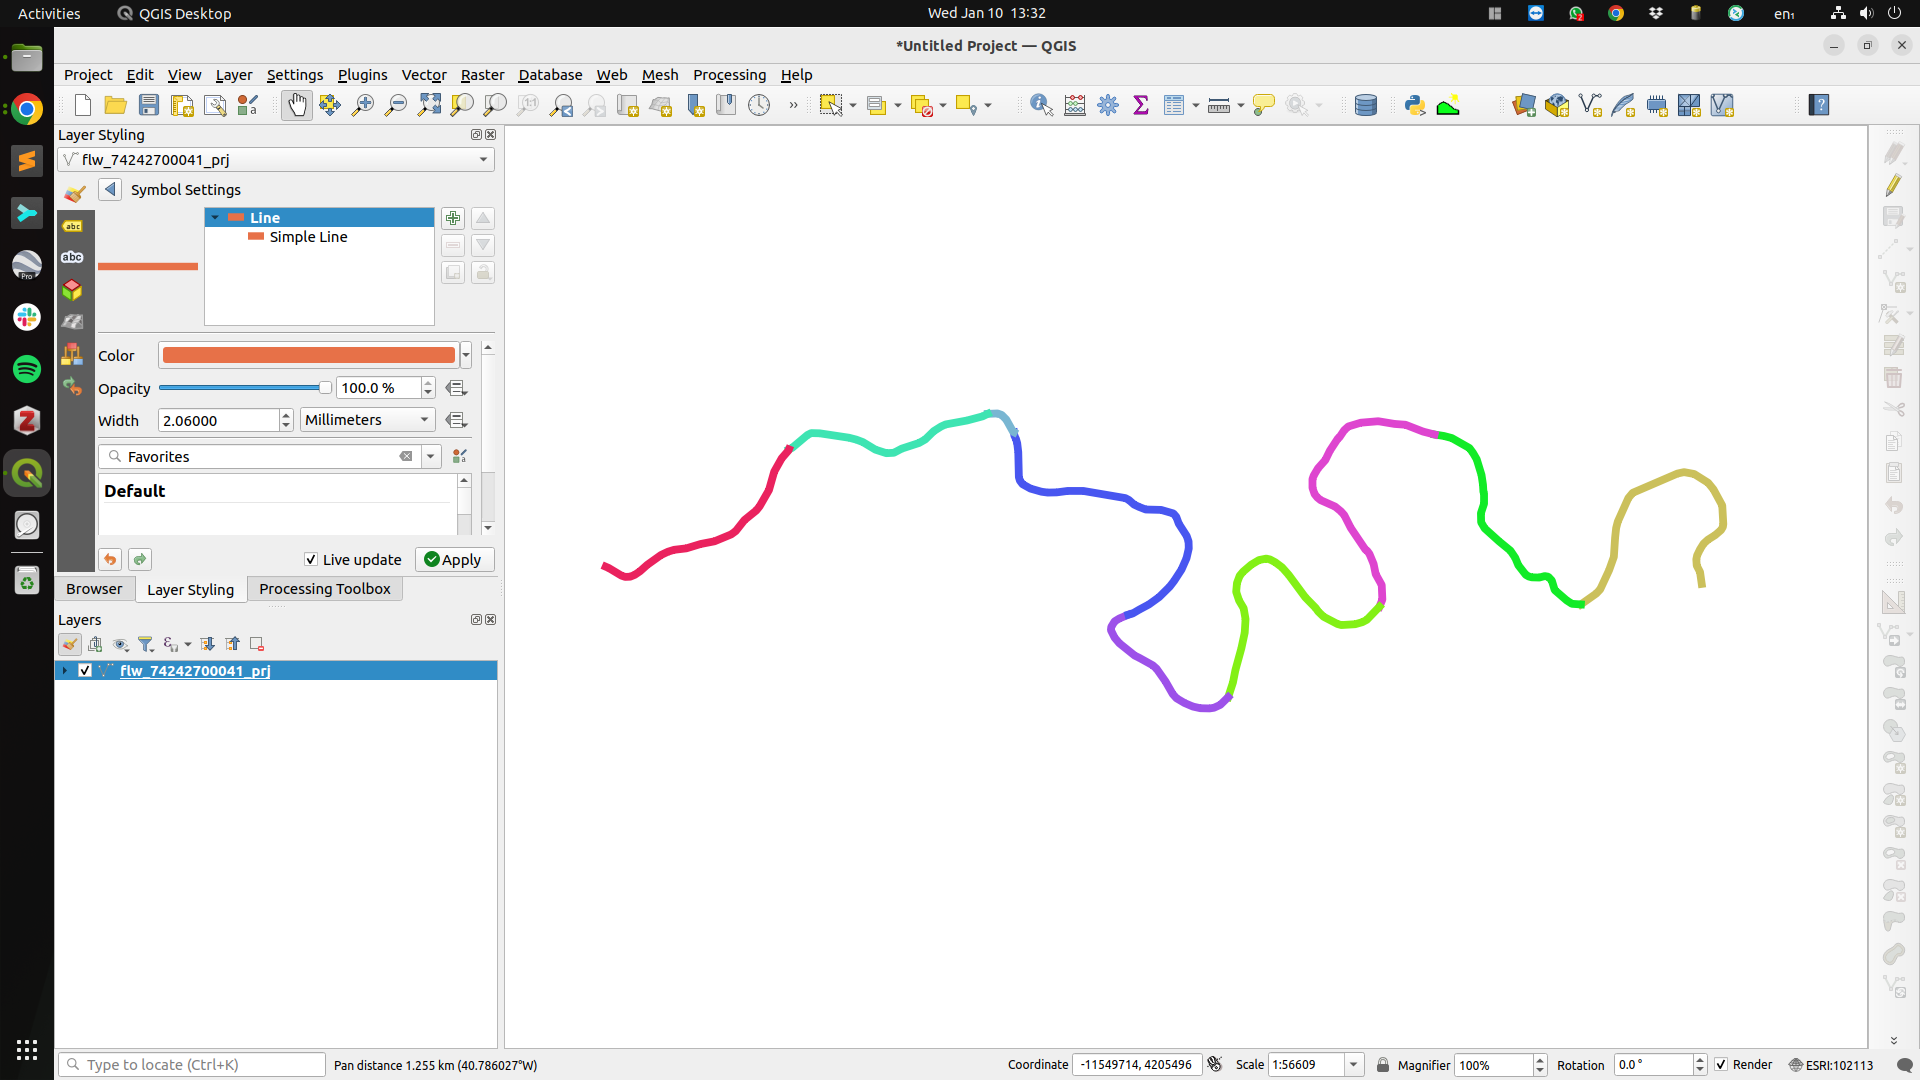 Activities QGIS Desktop Wed Jan 10 13:32 en₁
*Untitled Project — QGIS
Project Edit View Layer Settings Plugins Vector Raster Database Web Mesh Processing Help
Layer Styling
flw_74242700041_prj
Symbol Settings
Line
Simple Line
abc
abc
Pro
Color
Opacity 100.0 %
Width 2.06000 Millimeters
Favorites
Default
Live update Apply
Browser Layer Styling Processing Toolbox
Layers
flw_74242700041_prj
Type to locate (Ctrl+K) Pan distance 1.255 km (40.786027°W) Coordinate -11549714, 4205496 Scale 1:56609 Magnifier 100% Rotation 0.0 ° Render ESRI:102113